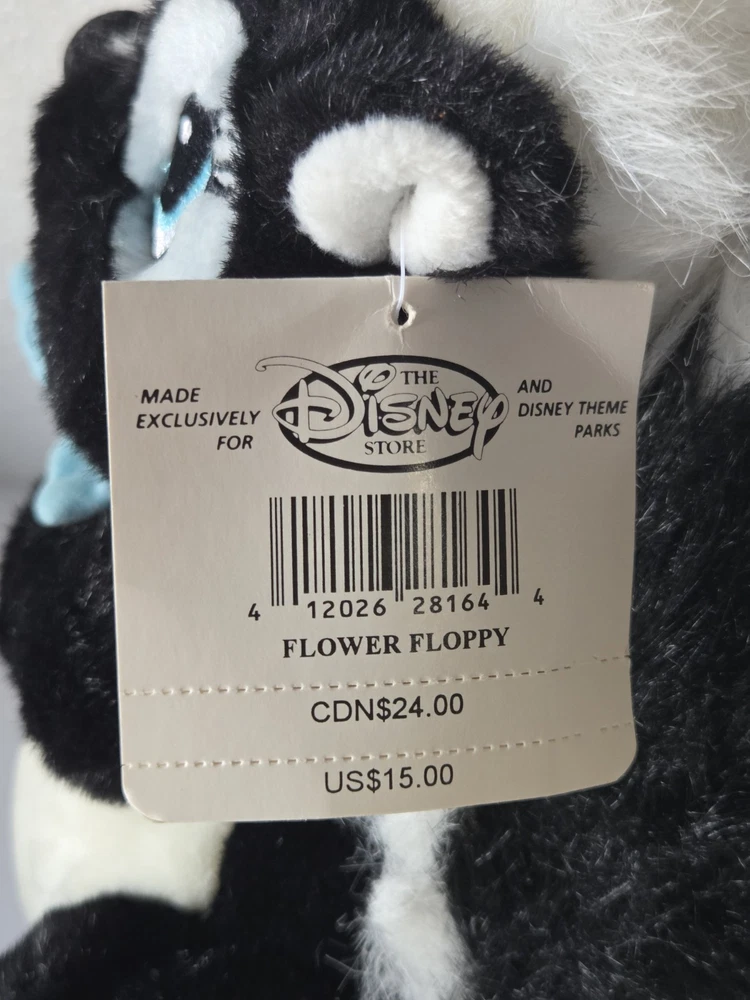 MADE
EXCLUSIVELY
FOR
THE
DISNEY
STORE
AND
DISNEY THEME
PARKS
4 12026 28164 4
FLOWER FLOPPY
CDN$24.00
US$15.00